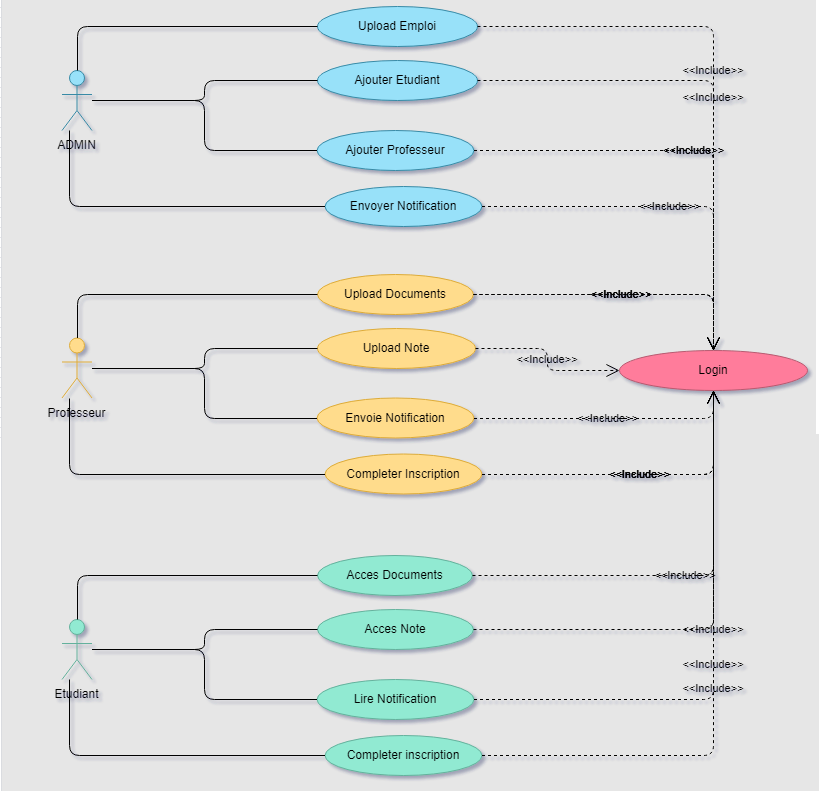 Upload Emploi
<<Include>>
Ajouter Etudiant
<<Include>>
ADMIN
Ajouter Professeur
<<Include>>
Envoyer Notification
<<Include>>
Upload Documents
<<Include>>
Upload Note
<<Include>>
Login
Professeur
Envoie Notification
<<Include>>
Completer Inscription
<<Include>>
Acces Documents
<<Include>>
Acces Note
<<Include>>
<<Include>>
Etudiant
Lire Notification
<<Include>>
Completer inscription